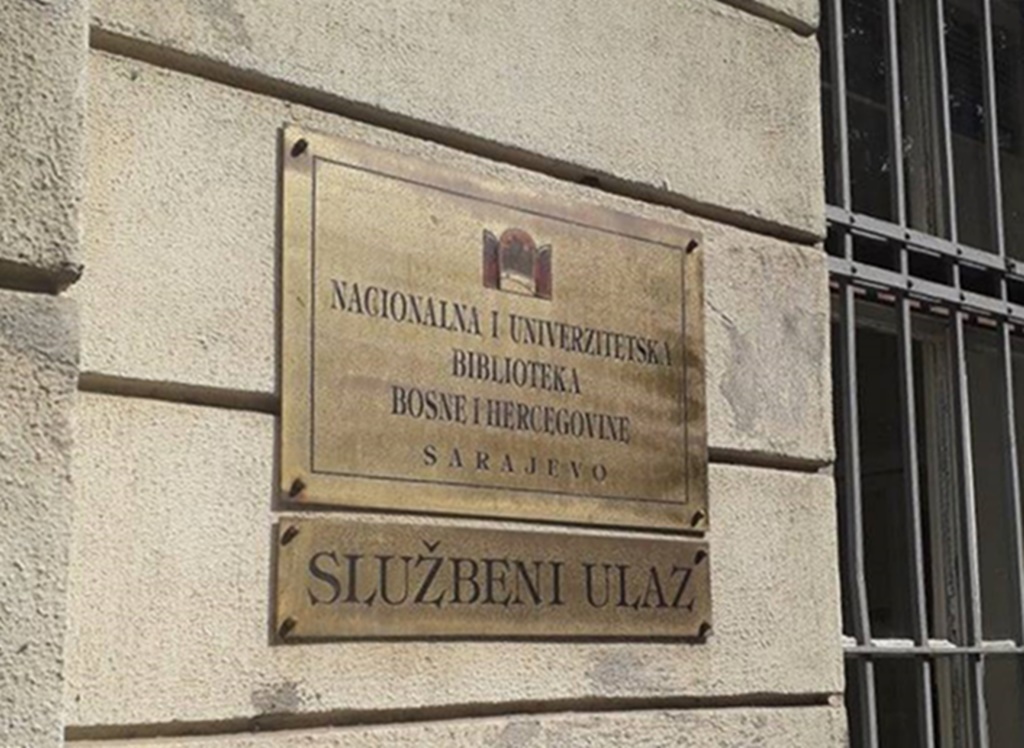 NACIONALNA I UNIVERZITETSKA
BIBLIOTEKA
BOSNE I HERCEGOVINE
SARAJEVO
SLUŽBENI ULAZ